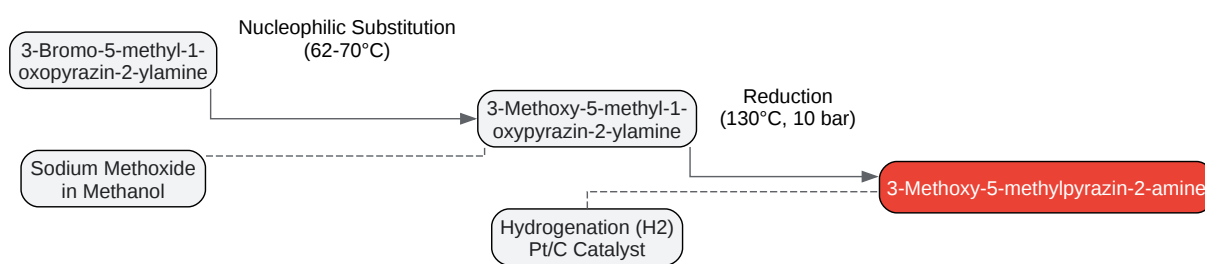 3-Bromo-5-methyl-1-
oxopyrazin-2-ylamine
Nucleophilic Substitution
(62-70°C)
Sodium Methoxide
in Methanol
3-Methoxy-5-methyl-1-
oxypyrazin-2-ylamine
Reduction
(130°C, 10 bar)
Hydrogenation (H2)
Pt/C Catalyst
3-Methoxy-5-methylpyrazin-2-amine